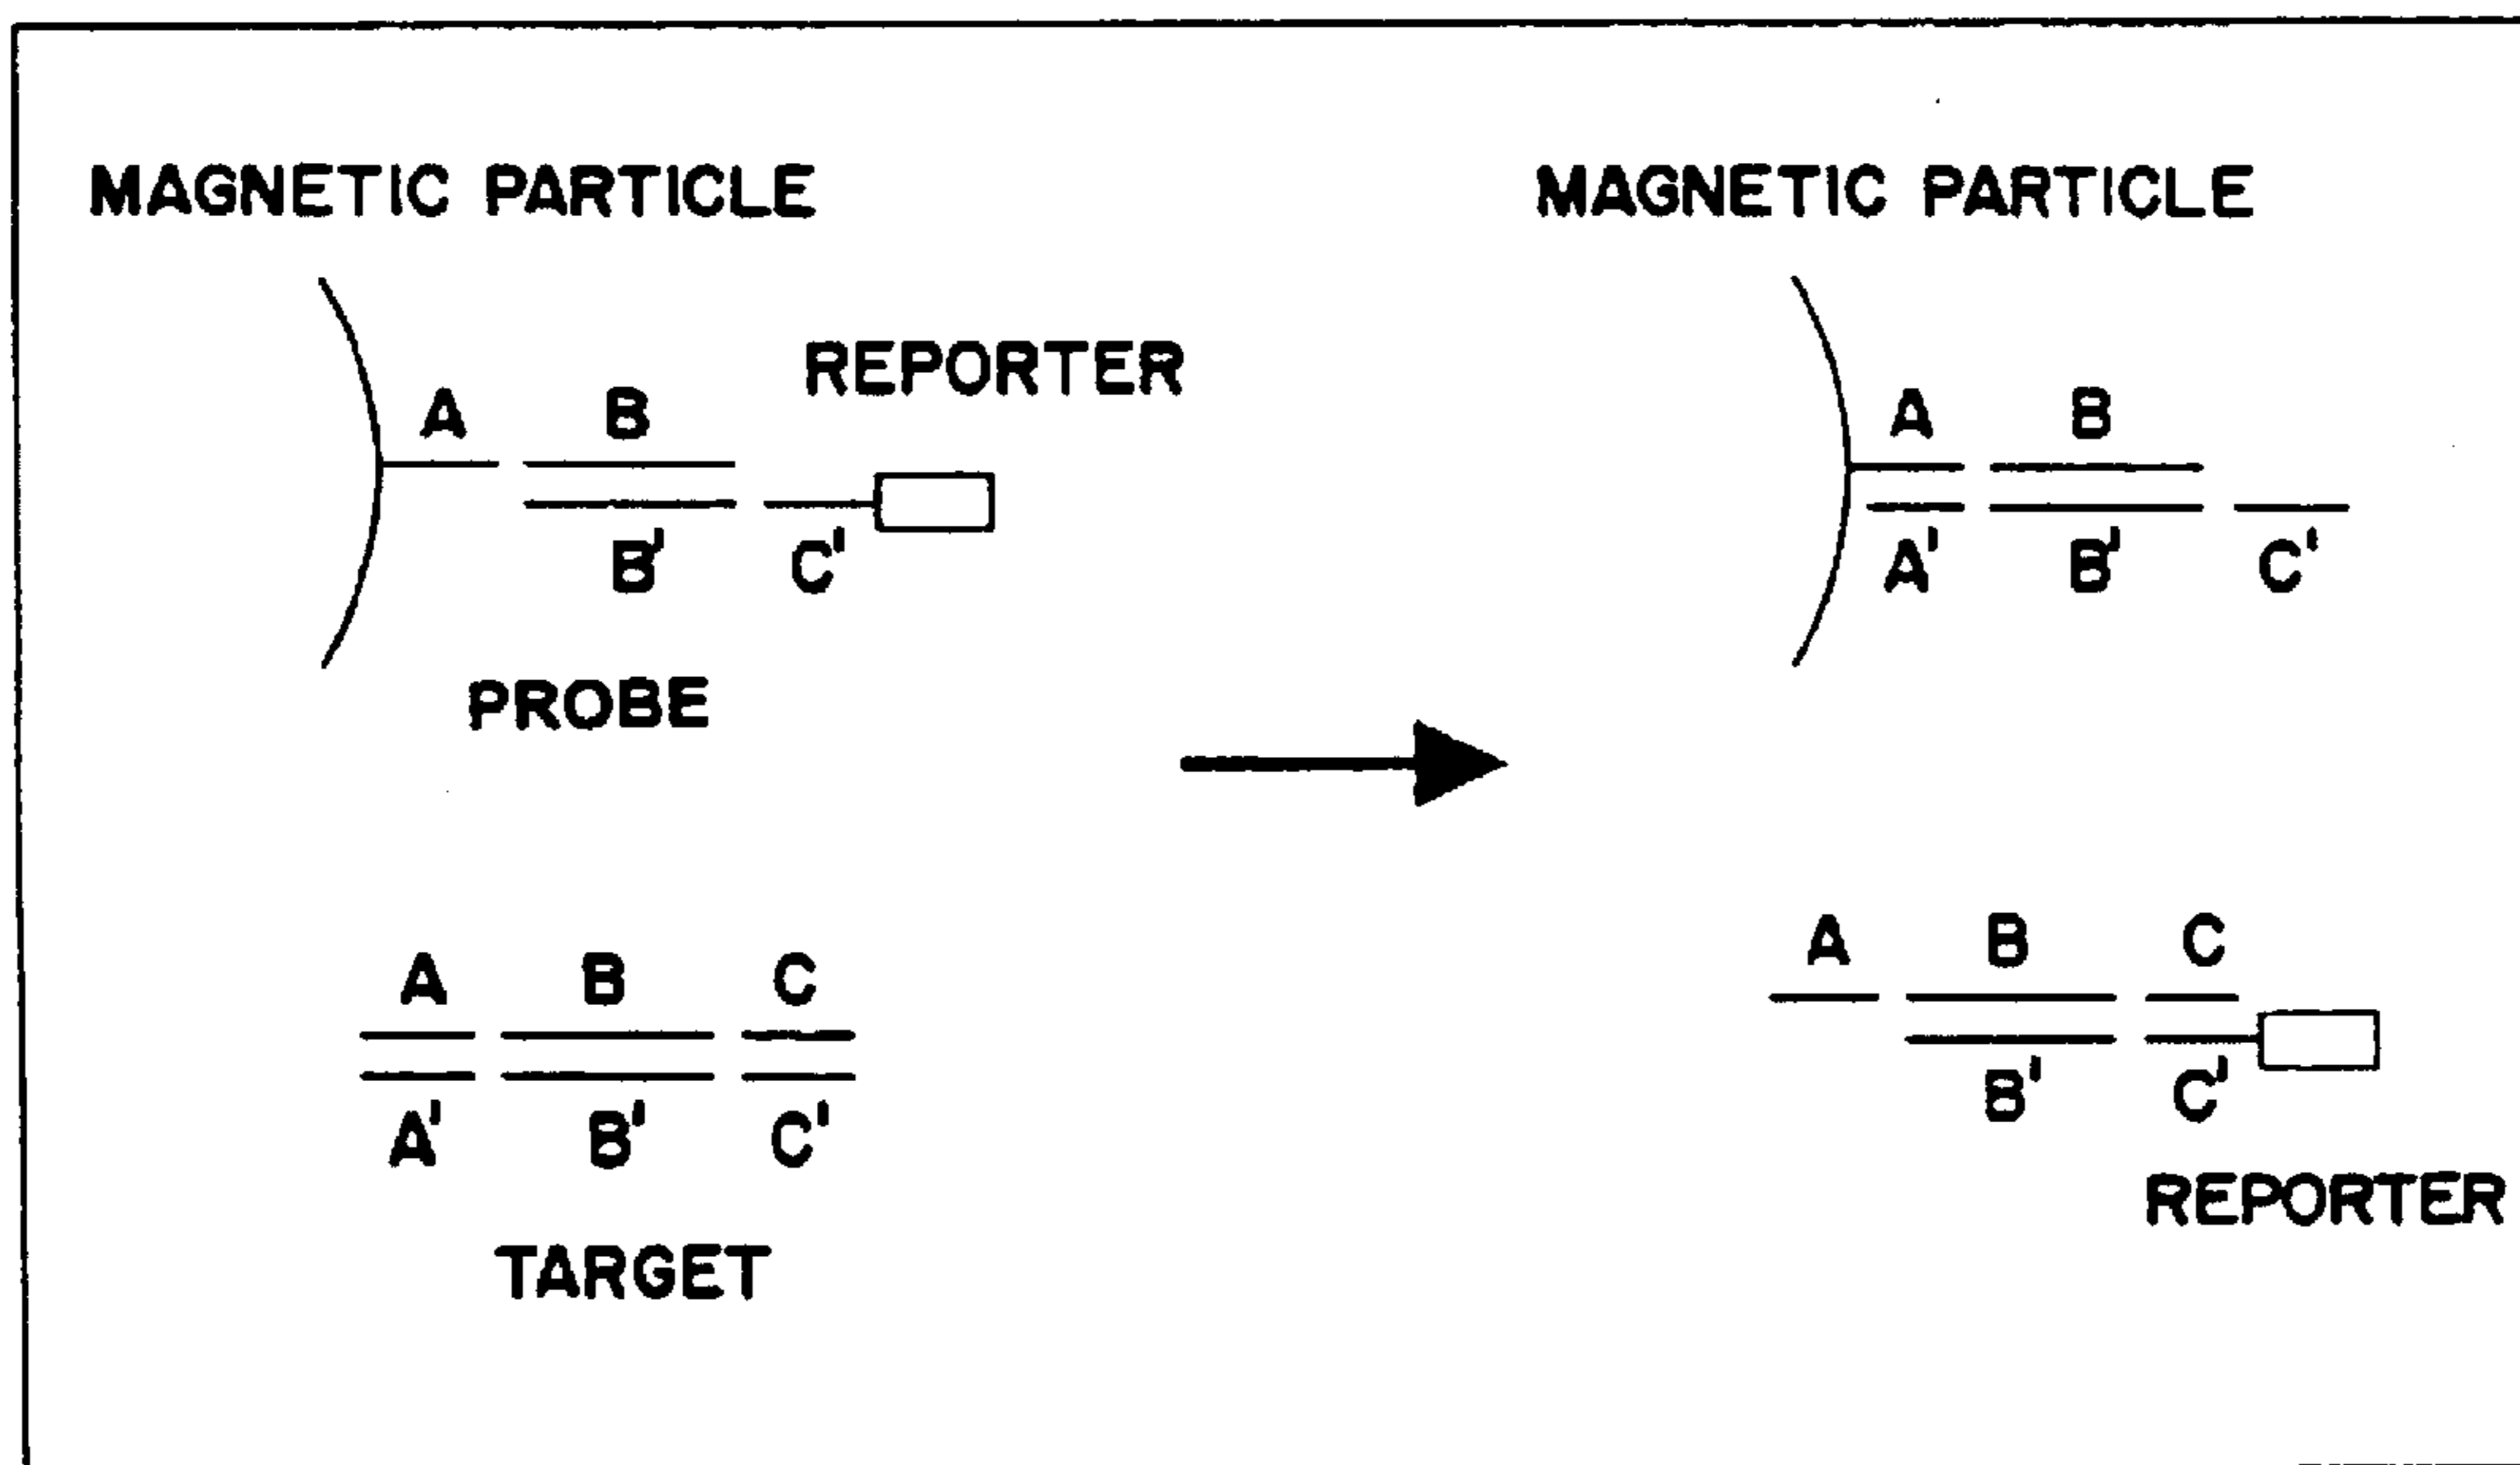 MAGNETIC PARTICLE
REPORTER
A B
B' C'
PROBE
A B C
A' B' C'
TARGET
MAGNETIC PARTICLE
A B
A' B' C'
A B C
B' C'
REPORTER